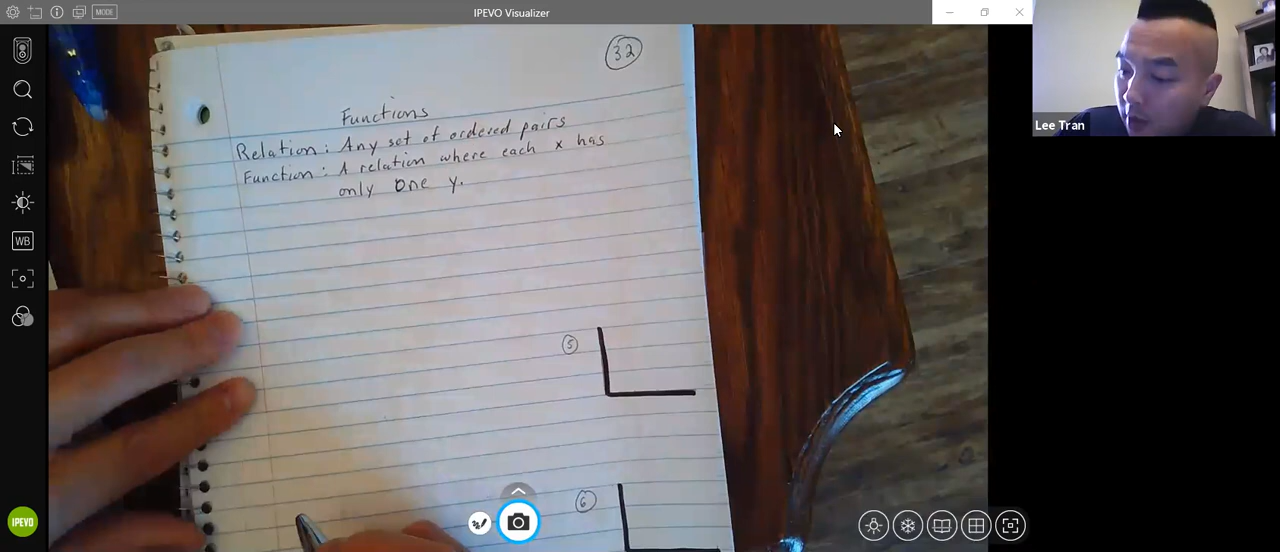 IPEVO Visualizer
MODE
Lee Tran
32
Functions
Relation: Any set of ordered pairs
Function: A relation where each x has
only one y.
5
6
WB
IPEVO